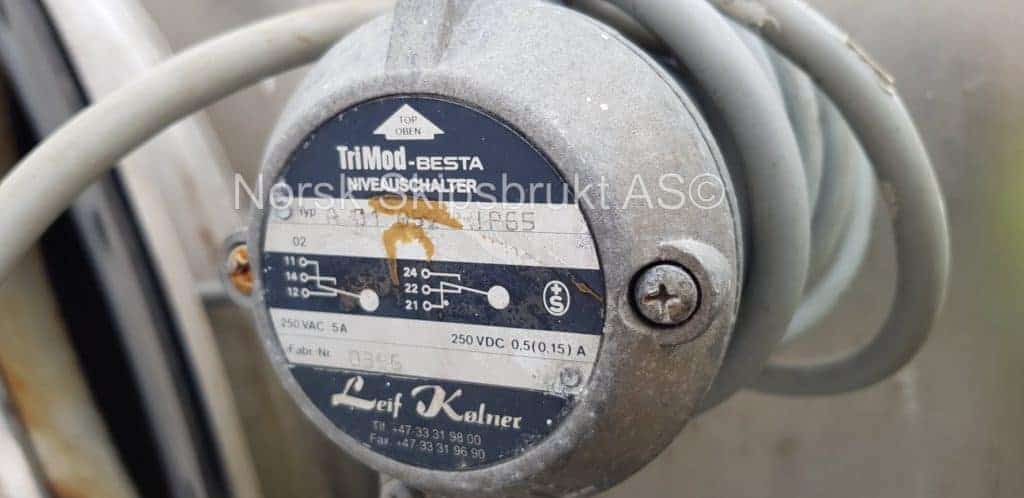 TOP
OBEN
TriMod-BESTA
NIVEAUSCHALTER
Norsk Skipsbrukt AS©
Typ A 01 IP65
02
11 24
14 22
12 21
250 VAC 5A 250 VDC 0.5(0,15) A
Fabr. Nr.
Leif Kølner
Tlf. +47-33 31 98 00
Fax. +47-33 31 96 90